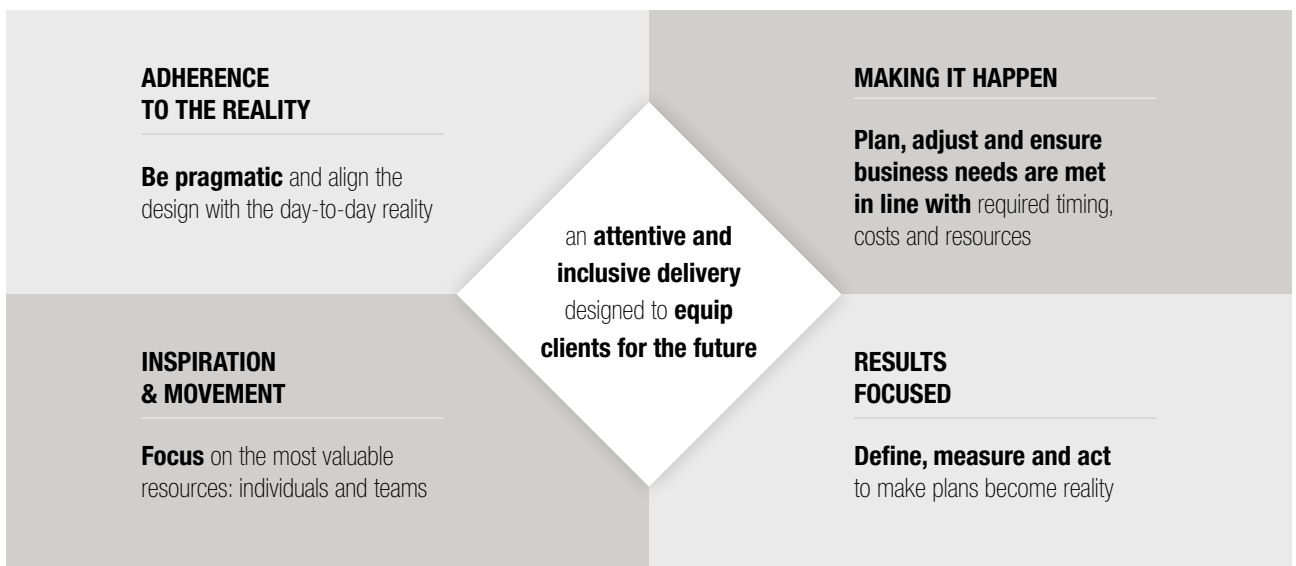 ADHERENCE
TO THE REALITY
Be pragmatic and align the
design with the day-to-day reality
MAKING IT HAPPEN
Plan, adjust and ensure
business needs are met
in line with required timing,
costs and resources
an attentive and
inclusive delivery
designed to equip
clients for the future
INSPIRATION
& MOVEMENT
Focus on the most valuable
resources: individuals and teams
RESULTS
FOCUSED
Define, measure and act
to make plans become reality